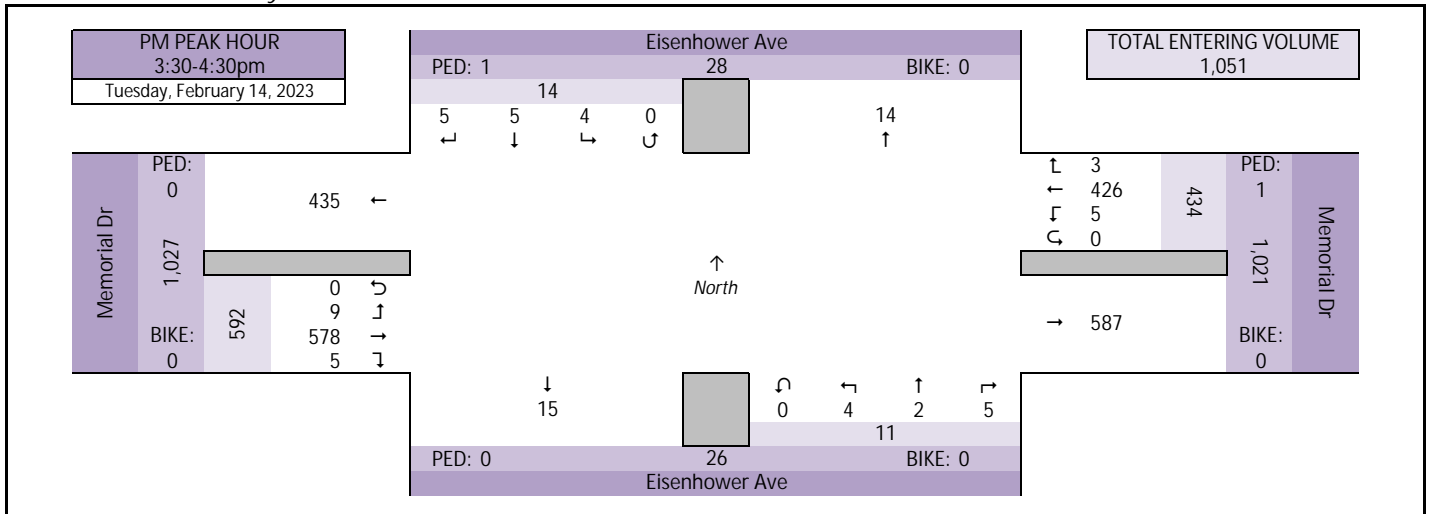 PM PEAK HOUR
3:30-4:30pm
Tuesday, February 14, 2023
Eisenhower Ave
PED: 1 28 BIKE: 0
14
5 5 4 0
↵ ↓ ↳ ↺
14
↑
TOTAL ENTERING VOLUME
1,051
Memorial Dr
PED:
0
1,027
BIKE:
0
435 ←
592
0 ⮌
9 ↑
578 →
5 ↴
↑
North
↰ 3
← 426
↓ 5
⮎ 0
434
PED:
1
1,021
BIKE:
0
Memorial Dr
→ 587
↓
15
↶ ↰ ↑ ↱
0 4 2 5
11
PED: 0 26 BIKE: 0
Eisenhower Ave